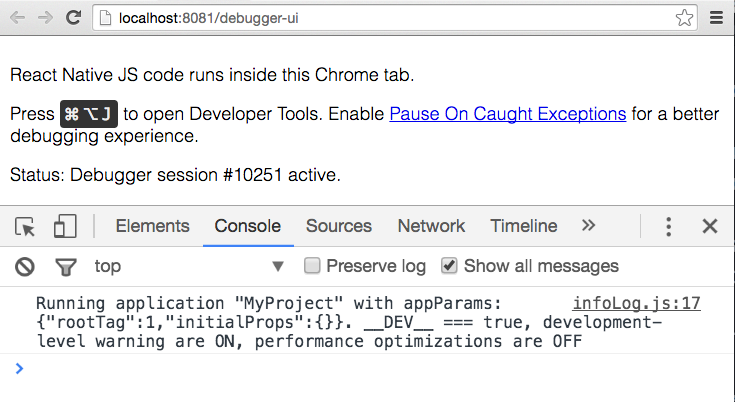 localhost:8081/debugger-ui
React Native JS code runs inside this Chrome tab.
Press ⌘⌥J to open Developer Tools. Enable Pause On Caught Exceptions for a better
debugging experience.
Status: Debugger session #10251 active.
Elements Console Sources Network Timeline »
top Preserve log Show all messages
Running application "MyProject" with appParams: infoLog.js:17
{"rootTag":1,"initialProps":{}}. __DEV__ === true, development-
level warning are ON, performance optimizations are OFF